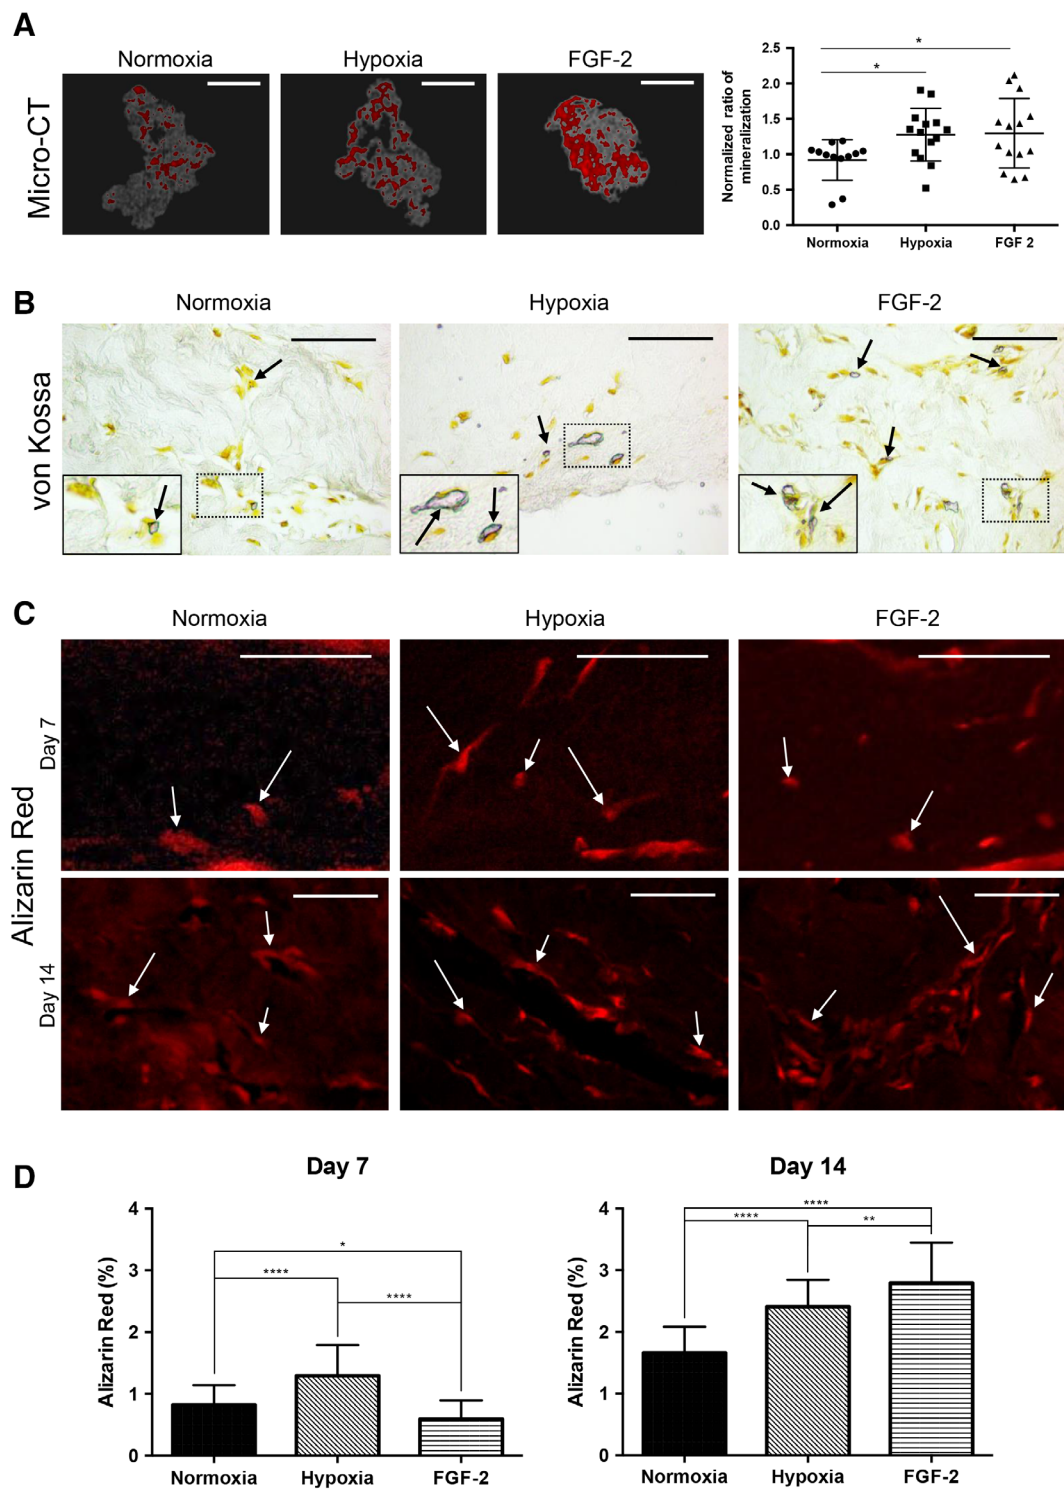 A
Normoxia
Hypoxia
FGF-2
Micro-CT
Normalized ratio of
mineralization
2.5
2.0
1.5
1.0
0.5
0.0
*
*
Normoxia
Hypoxia
FGF 2
B
Normoxia
Hypoxia
FGF-2
von Kossa
C
Normoxia
Hypoxia
FGF-2
Alizarin Red
Day 7
Day 14
D
Day 7
Alizarin Red (%)
4
3
2
1
0
*
****
****
Normoxia
Hypoxia
FGF-2
Day 14
Alizarin Red (%)
4
3
2
1
0
****
****
**
Normoxia
Hypoxia
FGF-2